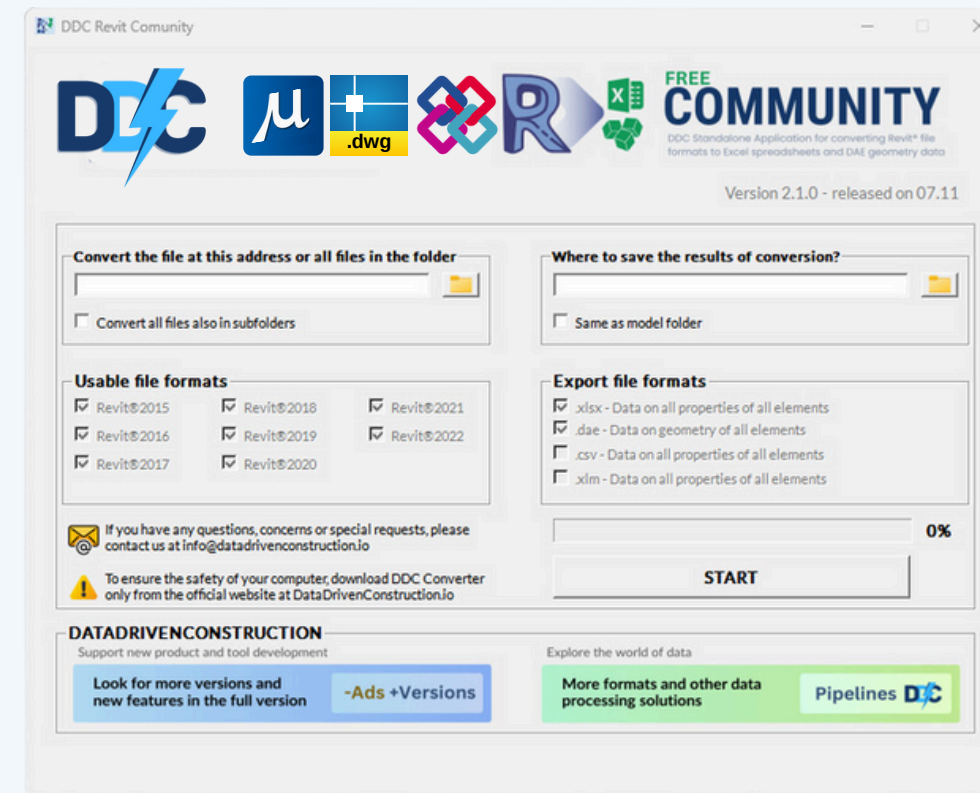 DDC Revit Comunity
DDC
µ
.dwg
R
X
FREE
COMMUNITY
DDC Standalone Application for converting Revit® file
formats to Excel spreadsheets and DAE geometry data
Version 2.1.0 - released on 07.11
Convert the file at this address or all files in the folder
Convert all files also in subfolders
Where to save the results of conversion?
Same as model folder
Usable file formats
Revit®2015 Revit®2018 Revit®2021
Revit®2016 Revit®2019 Revit®2022
Revit®2017 Revit®2020
Export file formats
.xlsx - Data on all properties of all elements
.dae - Data on geometry of all elements
.csv - Data on all properties of all elements
.xlm - Data on all properties of all elements
If you have any questions, concerns or special requests, please
contact us at info@datadrivenconstruction.io
To ensure the safety of your computer, download DDC Converter
only from the official website at DataDrivenConstruction.io
0%
START
DATADRIVENCONSTRUCTION
Support new product and tool development
Look for more versions and
new features in the full version
-Ads +Versions
Explore the world of data
More formats and other data
processing solutions
Pipelines DDC